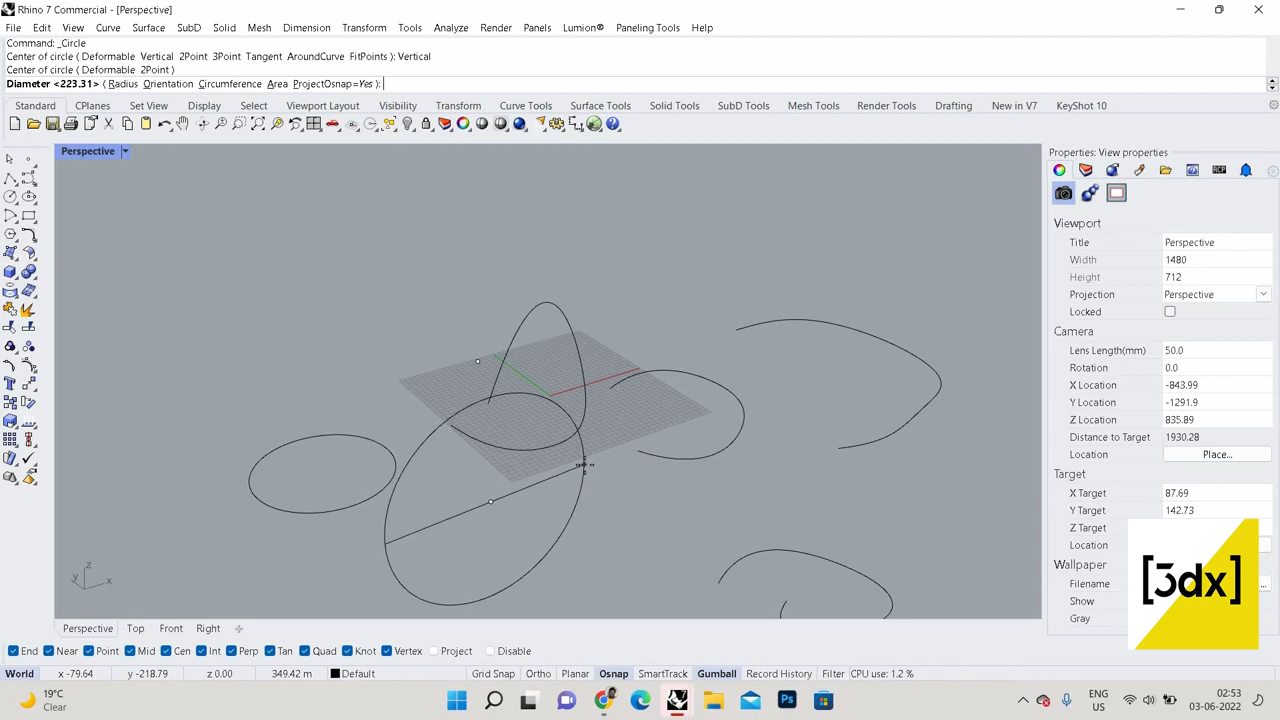 Rhino 7 Commercial - [Perspective]
File Edit View Curve Surface SubD Solid Mesh Dimension Transform Tools Analyze Render Panels Lumion® Paneling Tools Help
Command: _Circle
Center of circle ( Deformable Vertical 2Point 3Point Tangent AroundCurve FitPoints ): Vertical
Center of circle ( Deformable 2Point )
Diameter <223.31> ( Radius Orientation Circumference Area ProjectOsnap=Yes ):
Standard CPlanes Set View Display Select Viewport Layout Visibility Transform Curve Tools Surface Tools Solid Tools SubD Tools Mesh Tools Render Tools Drafting New in V7 KeyShot 10
Perspective
Properties: View properties
RCP
Viewport
Title Perspective
Width 1480
Height 712
Projection Perspective
Locked
Camera
Lens Length(mm) 50.0
Rotation 0.0
X Location -843.99
Y Location -1291.9
Z Location 835.89
Distance to Target 1930.28
Location Place...
Target
X Target 87.69
Y Target 142.73
Z Target
Location
Wallpaper
Filename ...
Show
Gray
[3dx]
z
y x
Perspective Top Front Right
End Near Point Mid Cen Int Perp Tan Quad Knot Vertex Project Disable
World x -79.64 y -218.79 z 0.00 349.42 m Default Grid Snap Ortho Planar Osnap SmartTrack Gumball Record History Filter CPU use: 1.2 %
19°C
Clear
Ps
ENG
US
02:53
03-06-2022